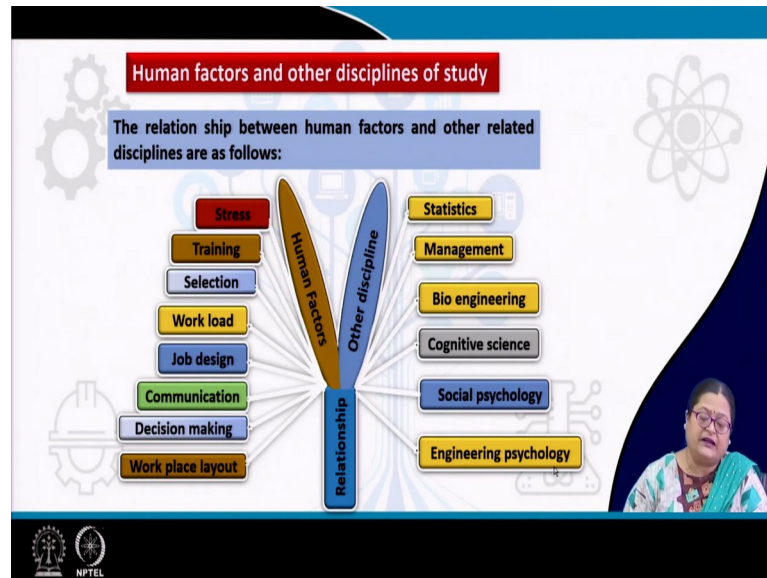 Human factors and other disciplines of study
The relation ship between human factors and other related
disciplines are as follows:
Stress
Training
Selection
Work load
Job design
Communication
Decision making
Work place layout
Human Factors
Other discipline
Relationship
Statistics
Management
Bio engineering
Cognitive science
Social psychology
Engineering psychology
NPTEL